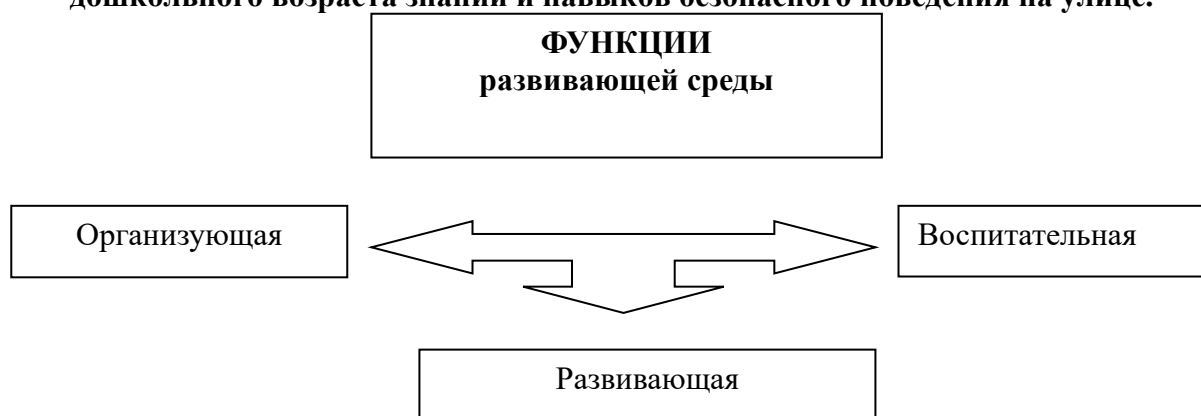 дошкольного возраста знаний и навыков безопасного поведения на улице.
ФУНКЦИИ
развивающей среды
Организующая
Воспитательная
Развивающая